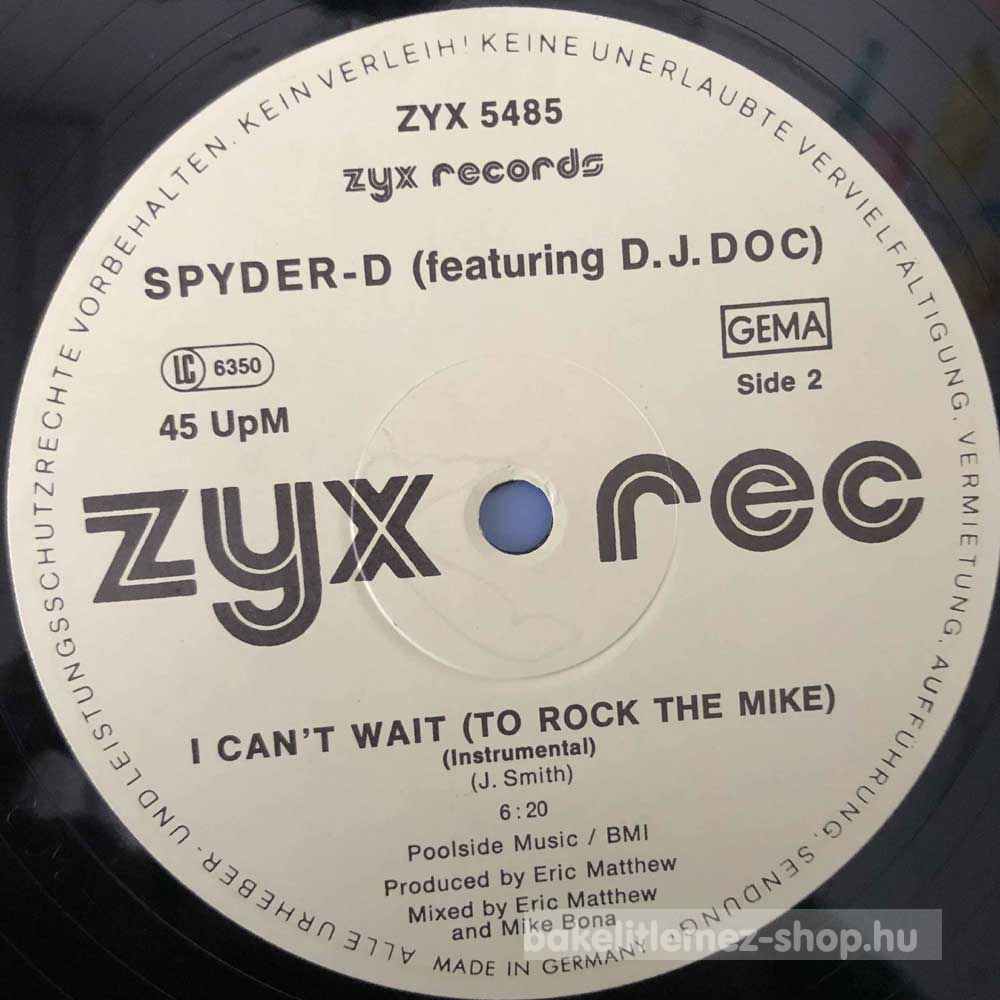 ALLE URHEBER- UND LEISTUNGSSCHUTZRECHTE VORBEHALTEN. KEIN VERLEIH! KEINE UNERLAUBTE VERVIELFÄLTIGUNG, VERMIETUNG, AUFFÜHRUNG, SENDUNG.
ZYX 5485
zyx records
SPYDER-D (featuring D.J. DOC)
LC 6350
GEMA
45 UpM
Side 2
zyx rec
I CAN'T WAIT (TO ROCK THE MIKE)
(Instrumental)
(J. Smith)
6:20
Poolside Music / BMI
Produced by Eric Matthew
Mixed by Eric Matthew
and Mike Bona
MADE IN GERMANY
bakelitlemez-shop.hu